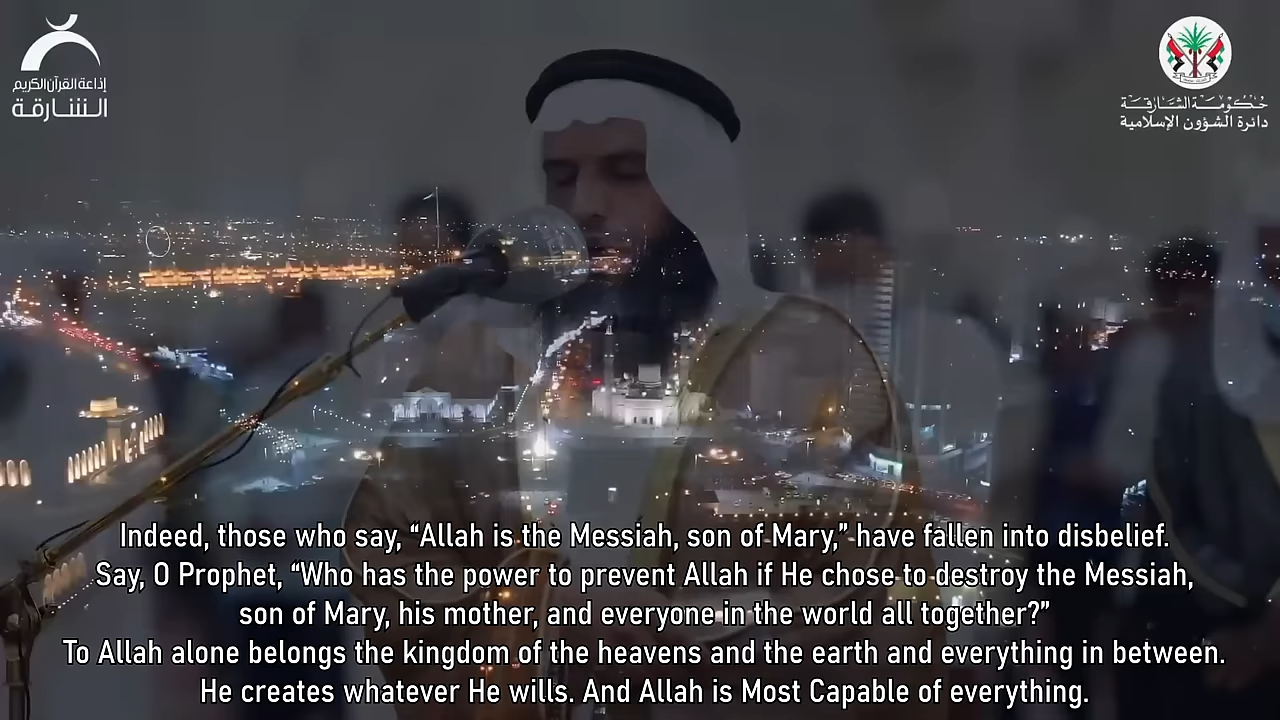 إذاعة القرآن الكريم
الشارقة
حكومة الشارقة
دائرة الشؤون الإسلامية
Indeed, those who say, “Allah is the Messiah, son of Mary,” have fallen into disbelief.
Say, O Prophet, “Who has the power to prevent Allah if He chose to destroy the Messiah,
son of Mary, his mother, and everyone in the world all together?”
To Allah alone belongs the kingdom of the heavens and the earth and everything in between.
He creates whatever He wills. And Allah is Most Capable of everything.